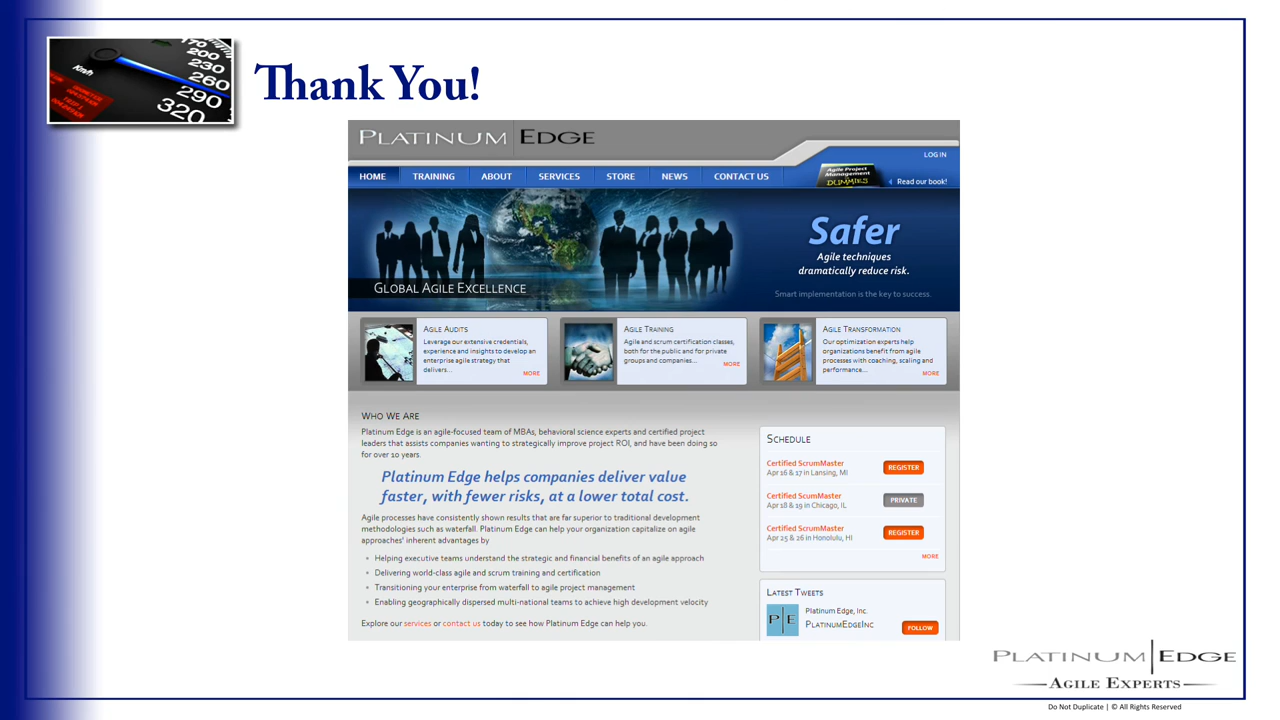 Thank You!
Km/h
170
200
230
260
290
320
PLATINUM EDGE
LOG IN
HOME TRAINING ABOUT SERVICES STORE NEWS CONTACT US
Agile Project
Management
DUMMIES
Read our book!
Safer
Agile techniques
dramatically reduce risk.
GLOBAL AGILE EXCELLENCE
Smart implementation is the key to success.
AGILE AUDITS
Leverage our extensive credentials,
experience and insights to develop an
enterprise agile strategy that
delivers...
MORE
AGILE TRAINING
Agile and scrum certification classes,
both for the public and for private
groups and companies...
MORE
AGILE TRANSFORMATION
Our optimization experts help
organizations benefit from agile
processes with coaching, scaling and
performance...
MORE
WHO WE ARE
Platinum Edge is an agile-focused team of MBAs, behavioral science experts and certified project
leaders that assists companies wanting to strategically improve project ROI, and have been doing so
for over 10 years.
Platinum Edge helps companies deliver value
faster, with fewer risks, at a lower total cost.
Agile processes have consistently shown results that are far superior to traditional development
methodologies such as waterfall. Platinum Edge can help your organization capitalize on agile
approaches' inherent advantages by
• Helping executive teams understand the strategic and financial benefits of an agile approach
• Delivering world-class agile and scrum training and certification
• Transitioning your enterprise from waterfall to agile project management
• Enabling geographically dispersed multi-national teams to achieve high development velocity
Explore our services or contact us today to see how Platinum Edge can help you.
SCHEDULE
Certified ScrumMaster
Apr 16 & 17 in Lansing, MI
REGISTER
Certified ScumMaster
Apr 18 & 19 in Chicago, IL
PRIVATE
Certified ScrumMaster
Apr 25 & 26 in Honolulu, HI
REGISTER
MORE
LATEST TWEETS
P|E
Platinum Edge, Inc.
PLATINUMEDGEINC
FOLLOW
PLATINUM EDGE
AGILE EXPERTS
Do Not Duplicate | © All Rights Reserved